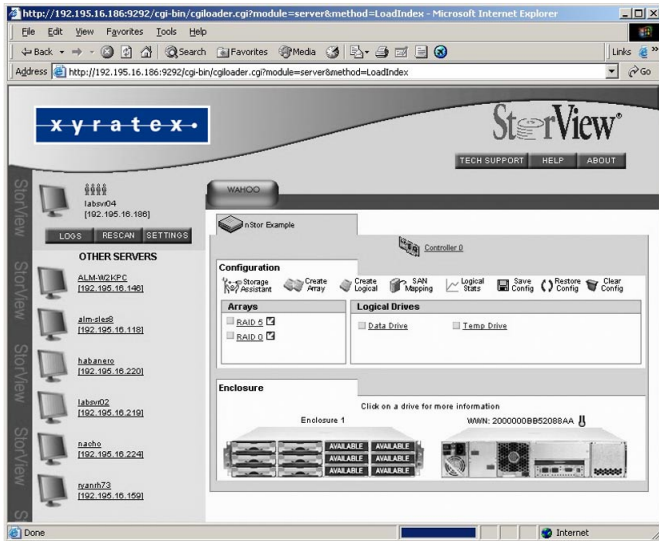 http://192.195.16.186:9292/cgi-bin/cgiloader.cgi?module=server&method=LoadIndex - Microsoft Internet Explorer
File Edit View Favorites Tools Help
Back Search Favorites Media Links
Address http://192.195.16.186:9292/cgi-bin/cgiloader.cgi?module=server&method=LoadIndex Go
xyratex
StorView®
TECH SUPPORT HELP ABOUT
StorView
StorView
StorView
StorView
labsvr04
[192.195.16.186]
LOGS RESCAN SETTINGS
OTHER SERVERS
ALM-W2KPC
[192.195.16.146]
alm-sles8
[192.195.16.118]
habanero
[192.195.16.220]
labsvr02
[192.195.16.219]
nacho
[192.195.16.224]
ryanrh73
[192.195.16.159]
WAHOO
nStor Example
Controller 0
Configuration
Storage Assistant
Create Array
Create Logical
SAN Mapping
Logical Stats
Save Config
Restore Config
Clear Config
Arrays
RAID 5
RAID 0
Logical Drives
Data Drive Temp Drive
Enclosure
Click on a drive for more information
Enclosure 1 WWN: 2000000BB52088AA
AVAILABLE AVAILABLE
AVAILABLE AVAILABLE
AVAILABLE AVAILABLE
Done Internet